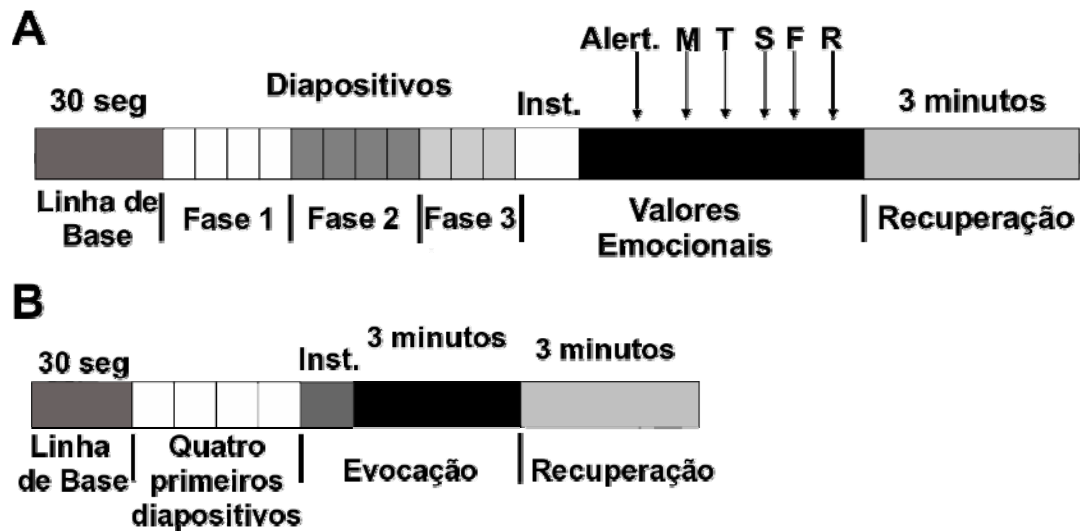 A
Alert. M T S F R
Diapositivos
30 seg
Inst.
3 minutos
Linha de
Base
Fase 1
Fase 2
Fase 3
Valores
Emocionais
Recuperação
B
30 seg
Inst.
3 minutos
3 minutos
Linha
de Base
Quatro
primeiros
diapositivos
Evocação
Recuperação